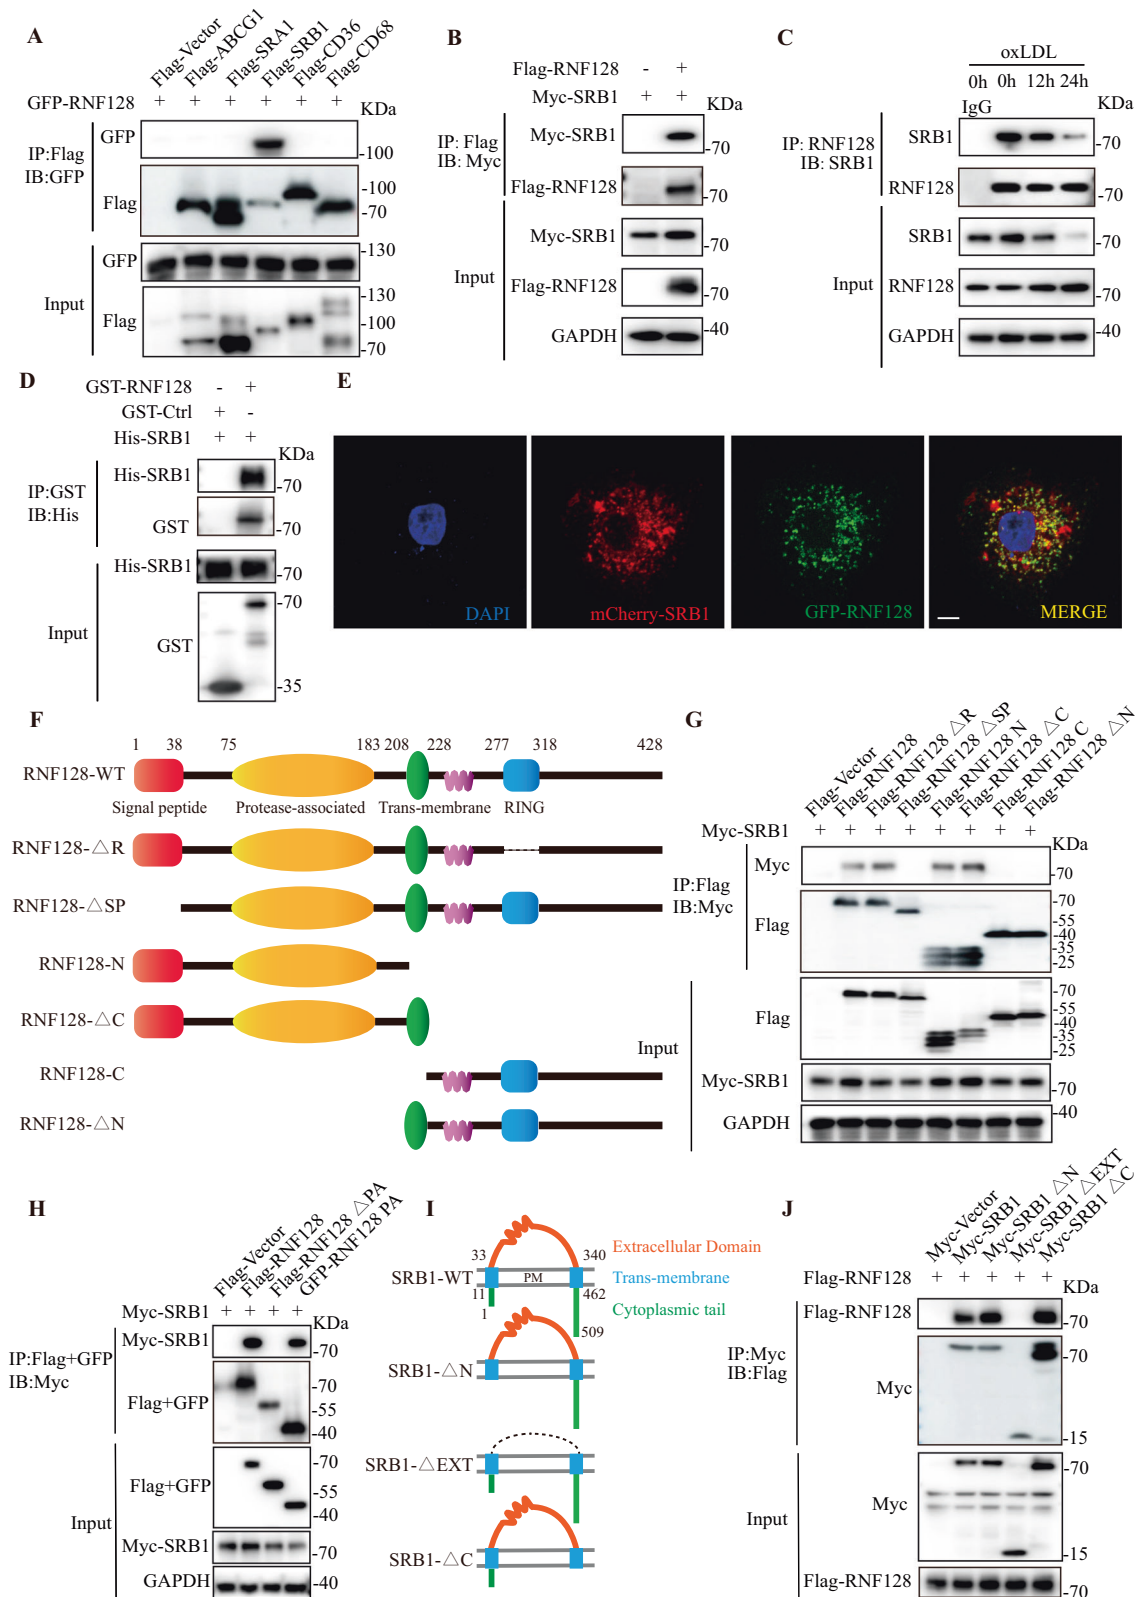 A
Flag-Vector
Flag-ABCG1
Flag-SRA1
Flag-SRB1
Flag-CD36
Flag-CD68
GFP-RNF128 + + + + + +
KDa
IP:Flag
IB:GFP
GFP
-100
Flag
-100
-70
Input
GFP
-130
Flag
-130
-100
-70
B
Flag-RNF128 - +
Myc-SRB1 + +
KDa
IP: Flag
IB: Myc
Myc-SRB1
-70
Flag-RNF128
-70
Input
Myc-SRB1
-70
Flag-RNF128
-70
GAPDH
-40
C
oxLDL
0h 0h 12h 24h
IgG
KDa
IP: RNF128
IB: SRB1
SRB1
-70
RNF128
-70
Input
SRB1
-70
RNF128
-70
GAPDH
-40
D
GST-RNF128 - +
GST-Ctrl + -
His-SRB1 + +
KDa
IP:GST
IB:His
His-SRB1
-70
GST
-70
Input
His-SRB1
-70
GST
-70
-35
E
DAPI
mCherry-SRB1
GFP-RNF128
MERGE
F
1 38 75 183 208 228 277 318 428
RNF128-WT
Signal peptide Protease-associated Trans-membrane RING
RNF128-△R
RNF128-△SP
RNF128-N
RNF128-△C
RNF128-C
RNF128-△N
G
Flag-Vector
Flag-RNF128
Flag-RNF128 △R
Flag-RNF128 △SP
Flag-RNF128 N
Flag-RNF128 △C
Flag-RNF128 C
Flag-RNF128 △N
Myc-SRB1 + + + + + + + +
KDa
IP:Flag
IB:Myc
Myc
-70
Flag
-70
-55
-40
-35
-25
Input
Flag
-70
-55
-40
-35
-25
Myc-SRB1
-70
GAPDH
-40
H
Flag-Vector
Flag-RNF128
Flag-RNF128 △PA
GFP-RNF128 PA
Myc-SRB1 + + + +
KDa
IP:Flag+GFP
IB:Myc
Myc-SRB1
-70
Flag+GFP
-70
-55
-40
Input
Flag+GFP
-70
-55
-40
Myc-SRB1
-70
GAPDH
-40
I
33 340
Extracellular Domain
SRB1-WT
PM
Trans-membrane
11 462
1
Cytoplasmic tail
509
SRB1-△N
SRB1-△EXT
SRB1-△C
J
Myc-Vector
Myc-SRB1
Myc-SRB1 △N
Myc-SRB1 △EXT
Myc-SRB1 △C
Flag-RNF128 + + + + +
KDa
IP:Myc
IB:Flag
Flag-RNF128
-70
Myc
-70
-15
Input
Myc
-70
-15
Flag-RNF128
-70